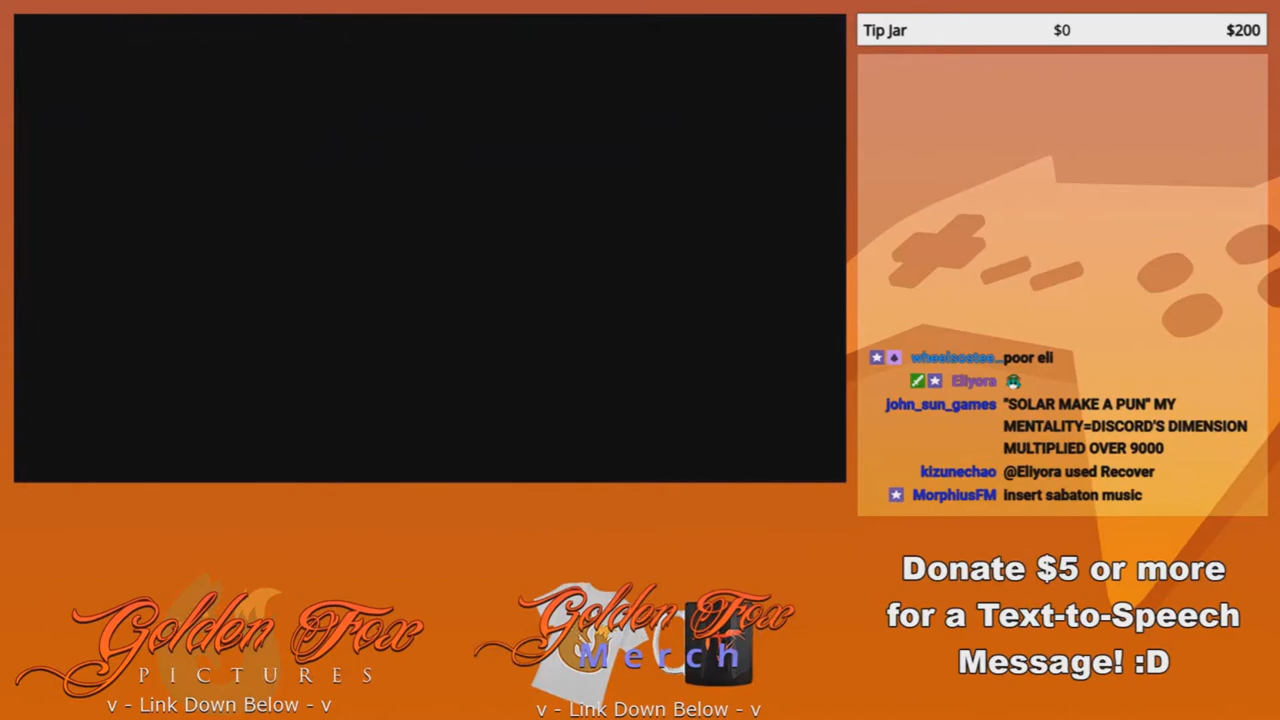 Tip Jar $0 $200
wheelsostee... poor eli
Eliyora
john_sun_games "SOLAR MAKE A PUN" MY
MENTALITY=DISCORD'S DIMENSION
MULTIPLIED OVER 9000
kizunechao @Eliyora used Recover
MorphiusFM insert sabaton music
Donate $5 or more
for a Text-to-Speech
Message! :D
Golden Fox
PICTURES
v - Link Down Below - v
Golden Fox
Merch
v - Link Down Below - v